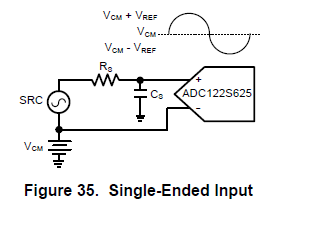 VCM + VREF
VCM
VCM - VREF
RS
SRC
CS
+
ADC122S625
-
VCM
Figure 35. Single-Ended Input